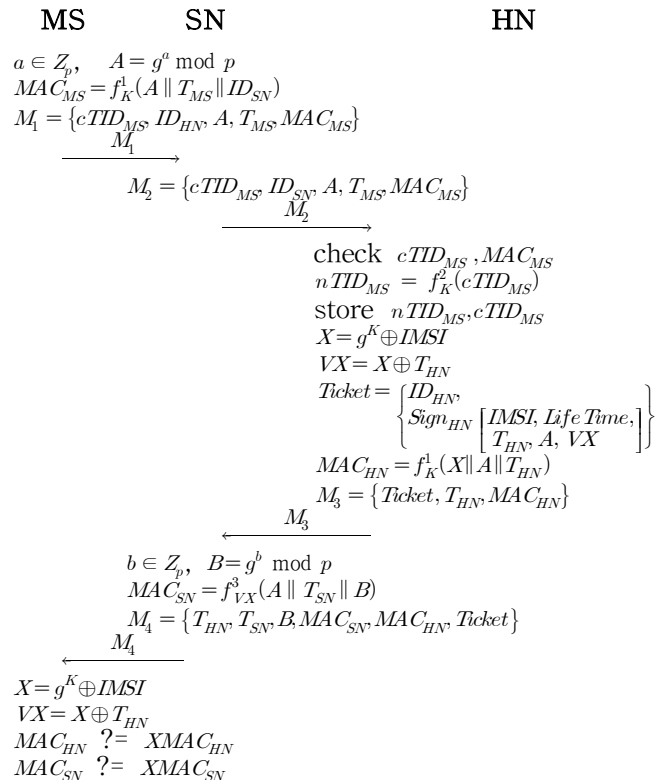 MS SN HN
a ∈ Z_p, A = g^a mod p
MAC_MS = f_K^1(A ∥ T_MS ∥ ID_SN)
M_1 = {cTID_MS, ID_HN, A, T_MS, MAC_MS}
M_1
M_2 = {cTID_MS, ID_SN, A, T_MS, MAC_MS}
M_2
check cTID_MS , MAC_MS
nTID_MS = f_K^2(cTID_MS)
store nTID_MS, cTID_MS
X = g^K ⊕ IMSI
VX = X ⊕ T_HN
Ticket = {ID_HN,
Sign_HN [IMSI, Life Time,
T_HN, A, VX]}
MAC_HN = f_K^1(X ∥ A ∥ T_HN)
M_3 = {Ticket, T_HN, MAC_HN}
M_3
b ∈ Z_p, B = g^b mod p
MAC_SN = f_VX^3(A ∥ T_SN ∥ B)
M_4 = {T_HN, T_SN, B, MAC_SN, MAC_HN, Ticket}
M_4
X = g^K ⊕ IMSI
VX = X ⊕ T_HN
MAC_HN ?= XMAC_HN
MAC_SN ?= XMAC_SN